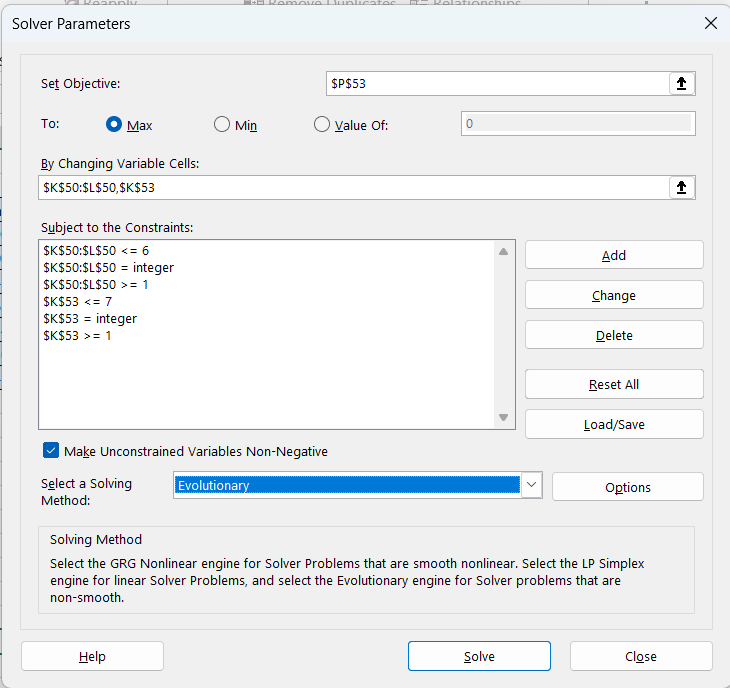 Reapply Remove Duplicates Relationships
Solver Parameters
Set Objective: $P$53
To: Max Min Value Of: 0
By Changing Variable Cells:
$K$50:$L$50,$K$53
Subject to the Constraints:
$K$50:$L$50 <= 6
$K$50:$L$50 = integer
$K$50:$L$50 >= 1
$K$53 <= 7
$K$53 = integer
$K$53 >= 1
Add
Change
Delete
Reset All
Load/Save
Make Unconstrained Variables Non-Negative
Select a Solving
Method:
Evolutionary
Options
Solving Method
Select the GRG Nonlinear engine for Solver Problems that are smooth nonlinear. Select the LP Simplex
engine for linear Solver Problems, and select the Evolutionary engine for Solver problems that are
non-smooth.
Help Solve Close